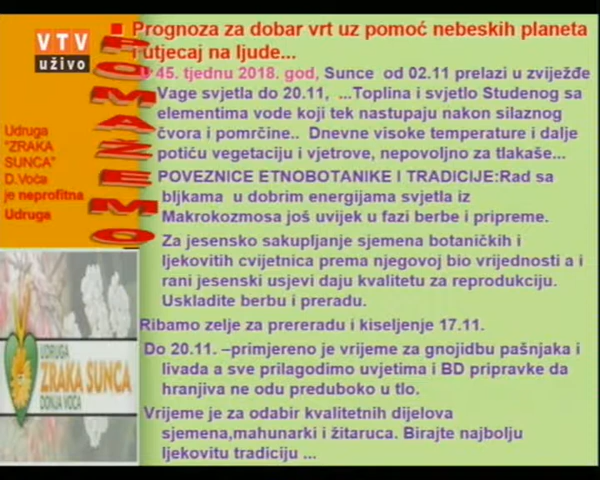 VTV
uživo
POMAŽEMO
Udruga
"ZRAKA
SUNCA"
D.Voća
je neprofitna
Udruga
UDRUGA
ZRAKA SUNCA
DONJA VOĆA
Prognoza za dobar vrt uz pomoć nebeskih planeta
i utjecaj na ljude...
U 45. tjednu 2018. god, Sunce od 02.11 prelazi u zviježđe
Vage svjetla do 20.11, ...Toplina i svjetlo Studenog sa
elementima vode koji tek nastupaju nakon silaznog
čvora i pomrčine.. Dnevne visoke temperature i dalje
potiću vegetaciju i vjetrove, nepovoljno za tlakaše...
POVEZNICE ETNOBOTANIKE I TRADICIJE:Rad sa
bljkama u dobrim energijama svjetla iz
Makrokozmosa još uvijek u fazi berbe i pripreme.
Za jesensko sakupljanje sjemena botaničkih i
ljekovitih cvijetnica prema njegovoj bio vrijednosti a i
rani jesenski usjevi daju kvalitetu za reprodukciju.
Uskladite berbu i preradu.
Ribamo zelje za prereradu i kiseljenje 17.11.
Do 20.11. –primjereno je vrijeme za gnojidbu pašnjaka i
livada a sve prilagodimo uvjetima i BD pripravke da
hranjiva ne odu preduboko u tlo.
Vrijeme je za odabir kvalitetnih dijelova
sjemena,mahunarki i žitaruca. Birajte najbolju
ljekovitu tradiciju ...